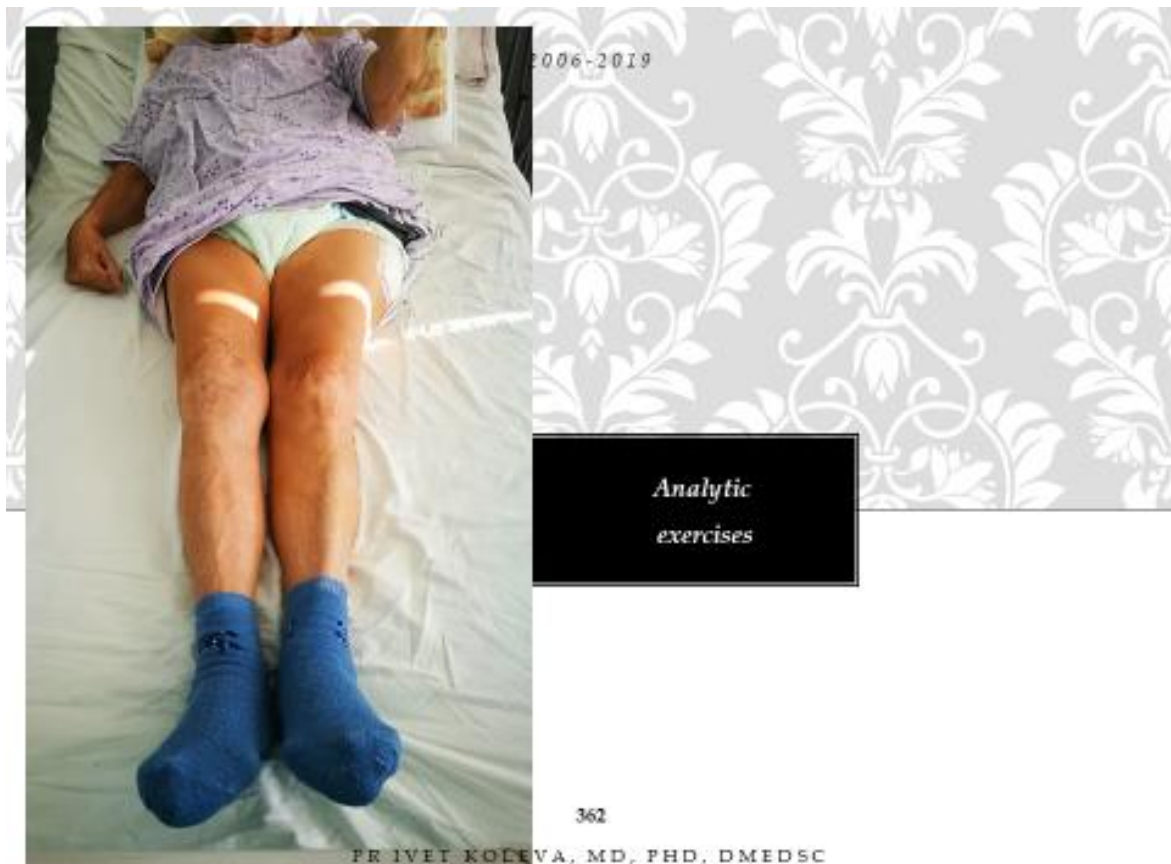 2006-2019
Analytic
exercises
362
PR IVET KOLEVA, MD, PHD, DMEDSC